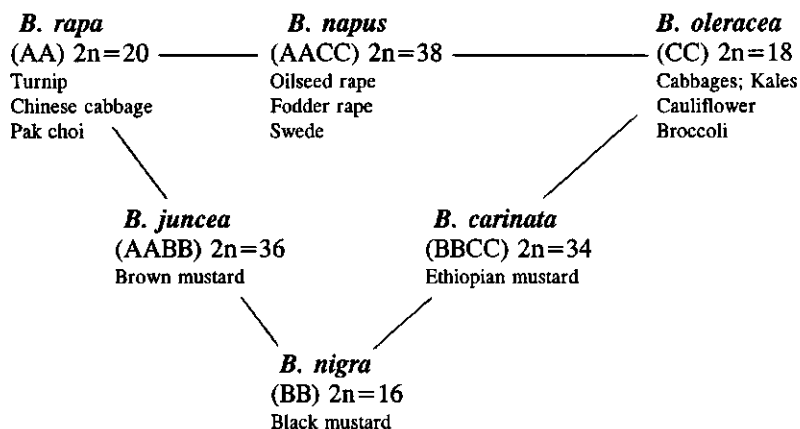 B. rapa
(AA) 2n=20
Turnip
Chinese cabbage
Pak choi
B. napus
(AACC) 2n=38
Oilseed rape
Fodder rape
Swede
B. oleracea
(CC) 2n=18
Cabbages; Kales
Cauliflower
Broccoli
B. juncea
(AABB) 2n=36
Brown mustard
B. carinata
(BBCC) 2n=34
Ethiopian mustard
B. nigra
(BB) 2n=16
Black mustard